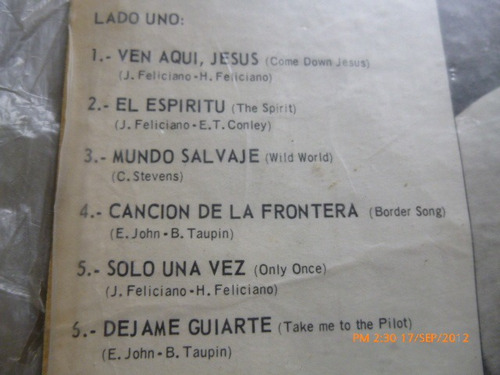 LADO UNO:
1.- VEN AQUI, JESUS (Come Down Jesus)
(J. Feliciano-H. Feliciano)
2.- EL ESPIRITU (The Spirit)
(J. Feliciano-E.T. Conley)
3.- MUNDO SALVAJE (Wild World)
(C. Stevens)
4.- CANCION DE LA FRONTERA (Border Song)
(E. John-B. Taupin)
5.- SOLO UNA VEZ (Only Once)
(J. Feliciano-H. Feliciano)
6.- DEJAME GUIARTE (Take me to the Pilot)
(E. John-B. Taupin)
PM 2:30 17/SEP/2012